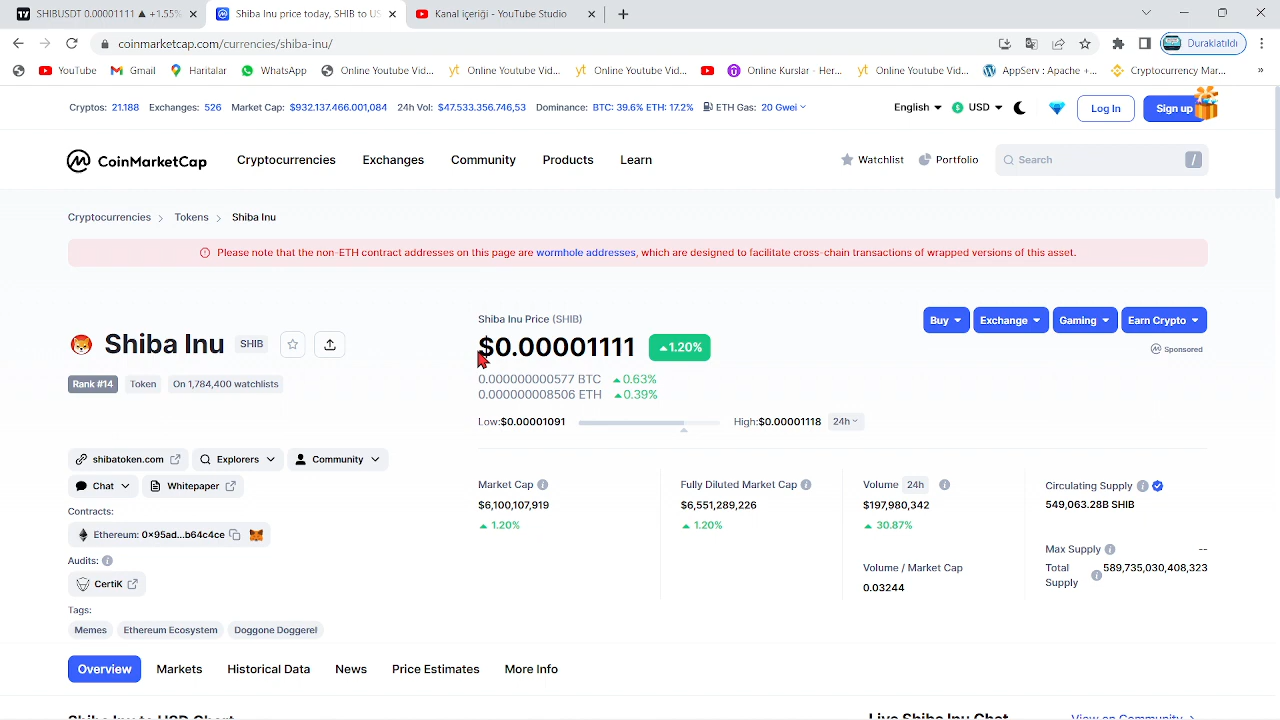 SHIBUSDT 0.00001111 ▲ +1.55%
Shiba Inu price today, SHIB to US
Kanal içeriği - YouTube Studio
coinmarketcap.com/currencies/shiba-inu/
Duraklatıldı
YouTube
Gmail
Haritalar
WhatsApp
Online Youtube Vid...
Online Youtube Vid...
Online Youtube Vid...
Online Kurslar - Her...
Online Youtube Vid...
AppServ : Apache +...
Cryptocurrency Mar...
»
Cryptos: 21.188 Exchanges: 526 Market Cap: $932.137.466.001,084 24h Vol: $47.533.356.746,53 Dominance: BTC: 39.6% ETH: 17.2% ETH Gas: 20 Gwei
English USD Log In Sign up
CoinMarketCap Cryptocurrencies Exchanges Community Products Learn Watchlist Portfolio Search /
Cryptocurrencies > Tokens > Shiba Inu
Please note that the non-ETH contract addresses on this page are wormhole addresses, which are designed to facilitate cross-chain transactions of wrapped versions of this asset.
Shiba Inu SHIB
Rank #14 Token On 1,784,400 watchlists
shibatoken.com Explorers Community
Chat Whitepaper
Contracts:
Ethereum: 0x95ad...b64c4ce
Audits:
CertiK
Tags:
Memes Ethereum Ecosystem Doggone Doggerel
Shiba Inu Price (SHIB)
$0.00001111 1.20%
0.000000000577 BTC 0.63%
0.000000008506 ETH 0.39%
Low:$0.00001091 High:$0.00001118 24h
Buy Exchange Gaming Earn Crypto
Sponsored
Market Cap
$6,100,107,919
1.20%
Fully Diluted Market Cap
$6,551,289,226
1.20%
Volume 24h
$197,980,342
30.87%
Volume / Market Cap
0.03244
Circulating Supply
549,063.28B SHIB
Max Supply --
Total Supply 589,735,030,408,323
Overview Markets Historical Data News Price Estimates More Info
Shiba Inu to USD Chart
Live Shiba Inu Chat
View on Community >